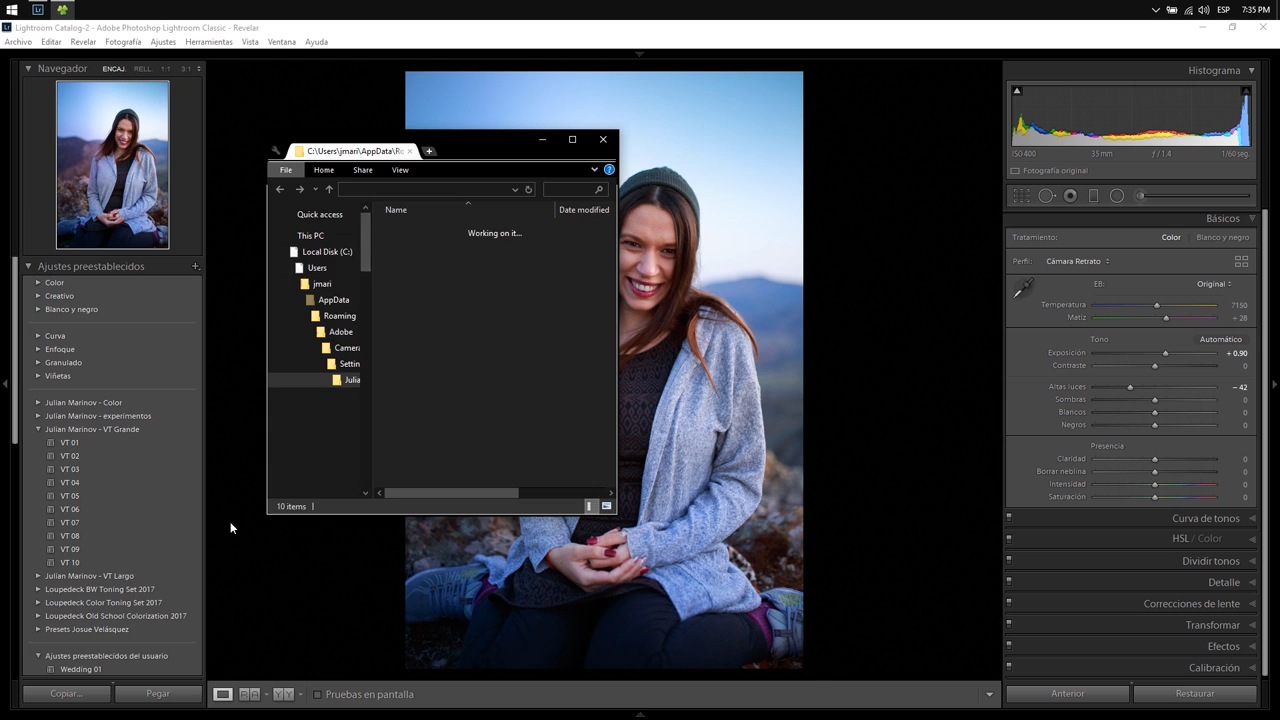 ESP
7:35 PM
Lightroom Catalog-2 - Adobe Photoshop Lightroom Classic - Revelar
Archivo Editar Revelar Fotografía Ajustes Herramientas Vista Ventana Ayuda
Navegador ENCAJ. RELL. 1:1 3:1
Ajustes preestablecidos
Color
Creativo
Blanco y negro
Curva
Enfoque
Granulado
Viñetas
Julian Marinov - Color
Julian Marinov - experimentos
Julian Marinov - VT Grande
VT 01
VT 02
VT 03
VT 04
VT 05
VT 06
VT 07
VT 08
VT 09
VT 10
Julian Marinov - VT Largo
Loupedeck BW Toning Set 2017
Loupedeck Color Toning Set 2017
Loupedeck Old School Colorization 2017
Presets Josue Velásquez
Ajustes preestablecidos del usuario
Wedding 01
Copiar... Pegar
C:\Users\jmari\AppData\Ro
File Home Share View
Quick access
This PC
Local Disk (C:)
Users
jmari
AppData
Roaming
Adobe
Camera
Settin
Julia
Name Date modified
Working on it...
10 items
Pruebas en pantalla
Histograma
ISO 400 35 mm ƒ / 1.4 1/60 seg.
Fotografía original
Básicos
Tratamiento: Color Blanco y negro
Perfil: Cámara Retrato
EB: Original
Temperatura 7150
Matiz + 28
Tono Automático
Exposición + 0.90
Contraste 0
Altas luces − 42
Sombras 0
Blancos 0
Negros 0
Presencia
Claridad 0
Borrar neblina 0
Intensidad 0
Saturación 0
Curva de tonos
HSL / Color
Dividir tonos
Detalle
Correcciones de lente
Transformar
Efectos
Calibración
Anterior Restaurar